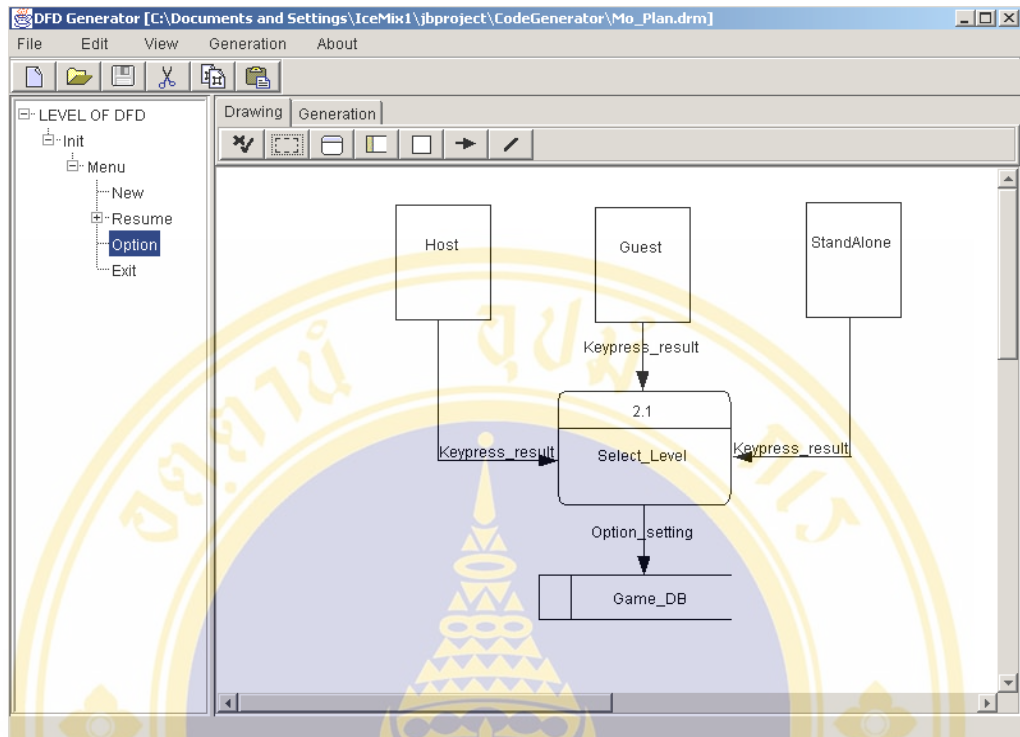 DFD Generator [C:\Documents and Settings\IceMix1\jbproject\CodeGenerator\Mo_Plan.drm]
File Edit View Generation About
LEVEL OF DFD
Init
Menu
New
Resume
Option
Exit
Drawing Generation
Host
Guest
StandAlone
Keypress_result
2.1
Select_Level
Keypress_result
Keypress_result
Option_setting
Game_DB